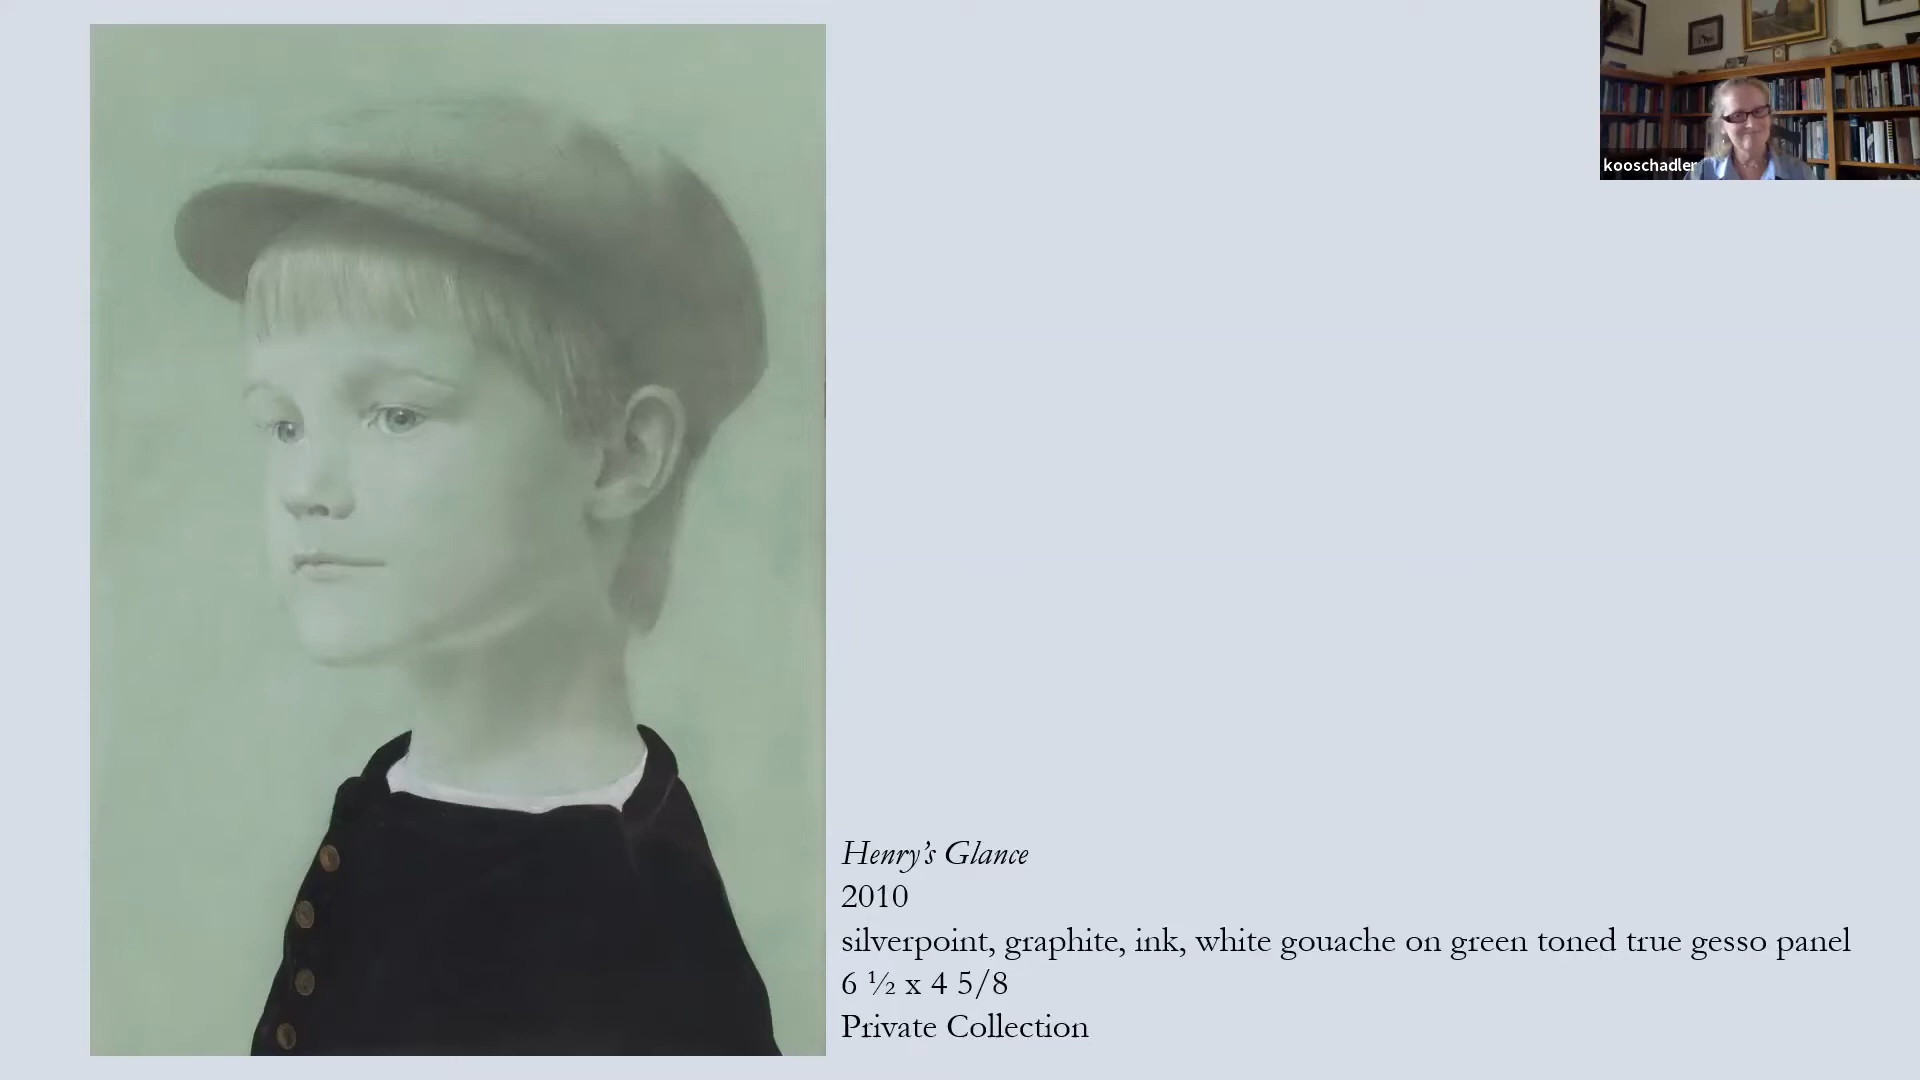 kooschadler
Henry's Glance
2010
silverpoint, graphite, ink, white gouache on green toned true gesso panel
6 ½ x 4 5/8
Private Collection